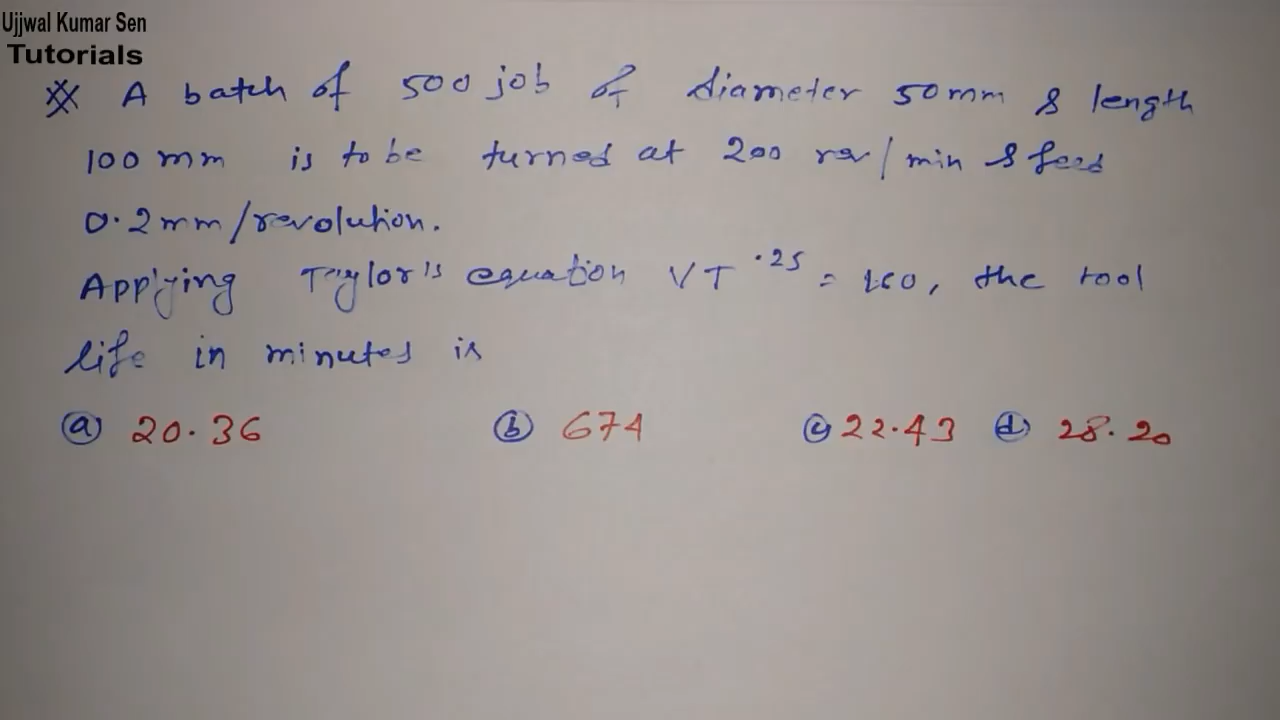 Ujjwal Kumar Sen
Tutorials
A batch of 500 job of diameter 50mm & length
100 mm is to be turned at 200 rev/min & feed
0.2mm/revolution.
Applying Taylor's equation VT^.25 = 160, the tool
life in minutes is
(a) 20.36 (b) 674 (c) 22.43 (d) 28.20